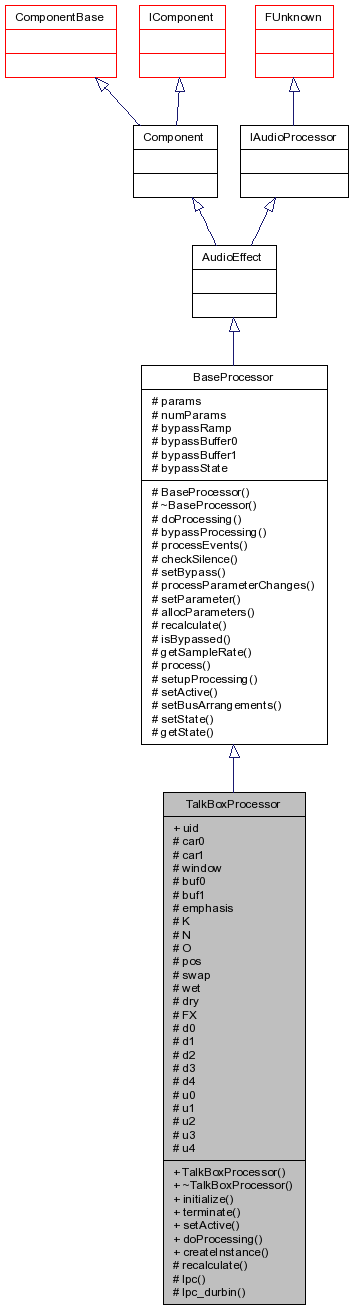 ComponentBase
IComponent
FUnknown
Component
IAudioProcessor
AudioEffect
BaseProcessor
# params
# numParams
# bypassRamp
# bypassBuffer0
# bypassBuffer1
# bypassState
# BaseProcessor()
# ~BaseProcessor()
# doProcessing()
# bypassProcessing()
# processEvents()
# checkSilence()
# setBypass()
# processParameterChanges()
# setParameter()
# allocParameters()
# recalculate()
# isBypassed()
# getSampleRate()
# process()
# setupProcessing()
# setActive()
# setBusArrangements()
# setState()
# getState()
TalkBoxProcessor
+ uid
# car0
# car1
# window
# buf0
# buf1
# emphasis
# K
# N
# O
# pos
# swap
# wet
# dry
# FX
# d0
# d1
# d2
# d3
# d4
# u0
# u1
# u2
# u3
# u4
+ TalkBoxProcessor()
+ ~TalkBoxProcessor()
+ initialize()
+ terminate()
+ setActive()
+ doProcessing()
+ createInstance()
# recalculate()
# lpc()
# lpc_durbin()